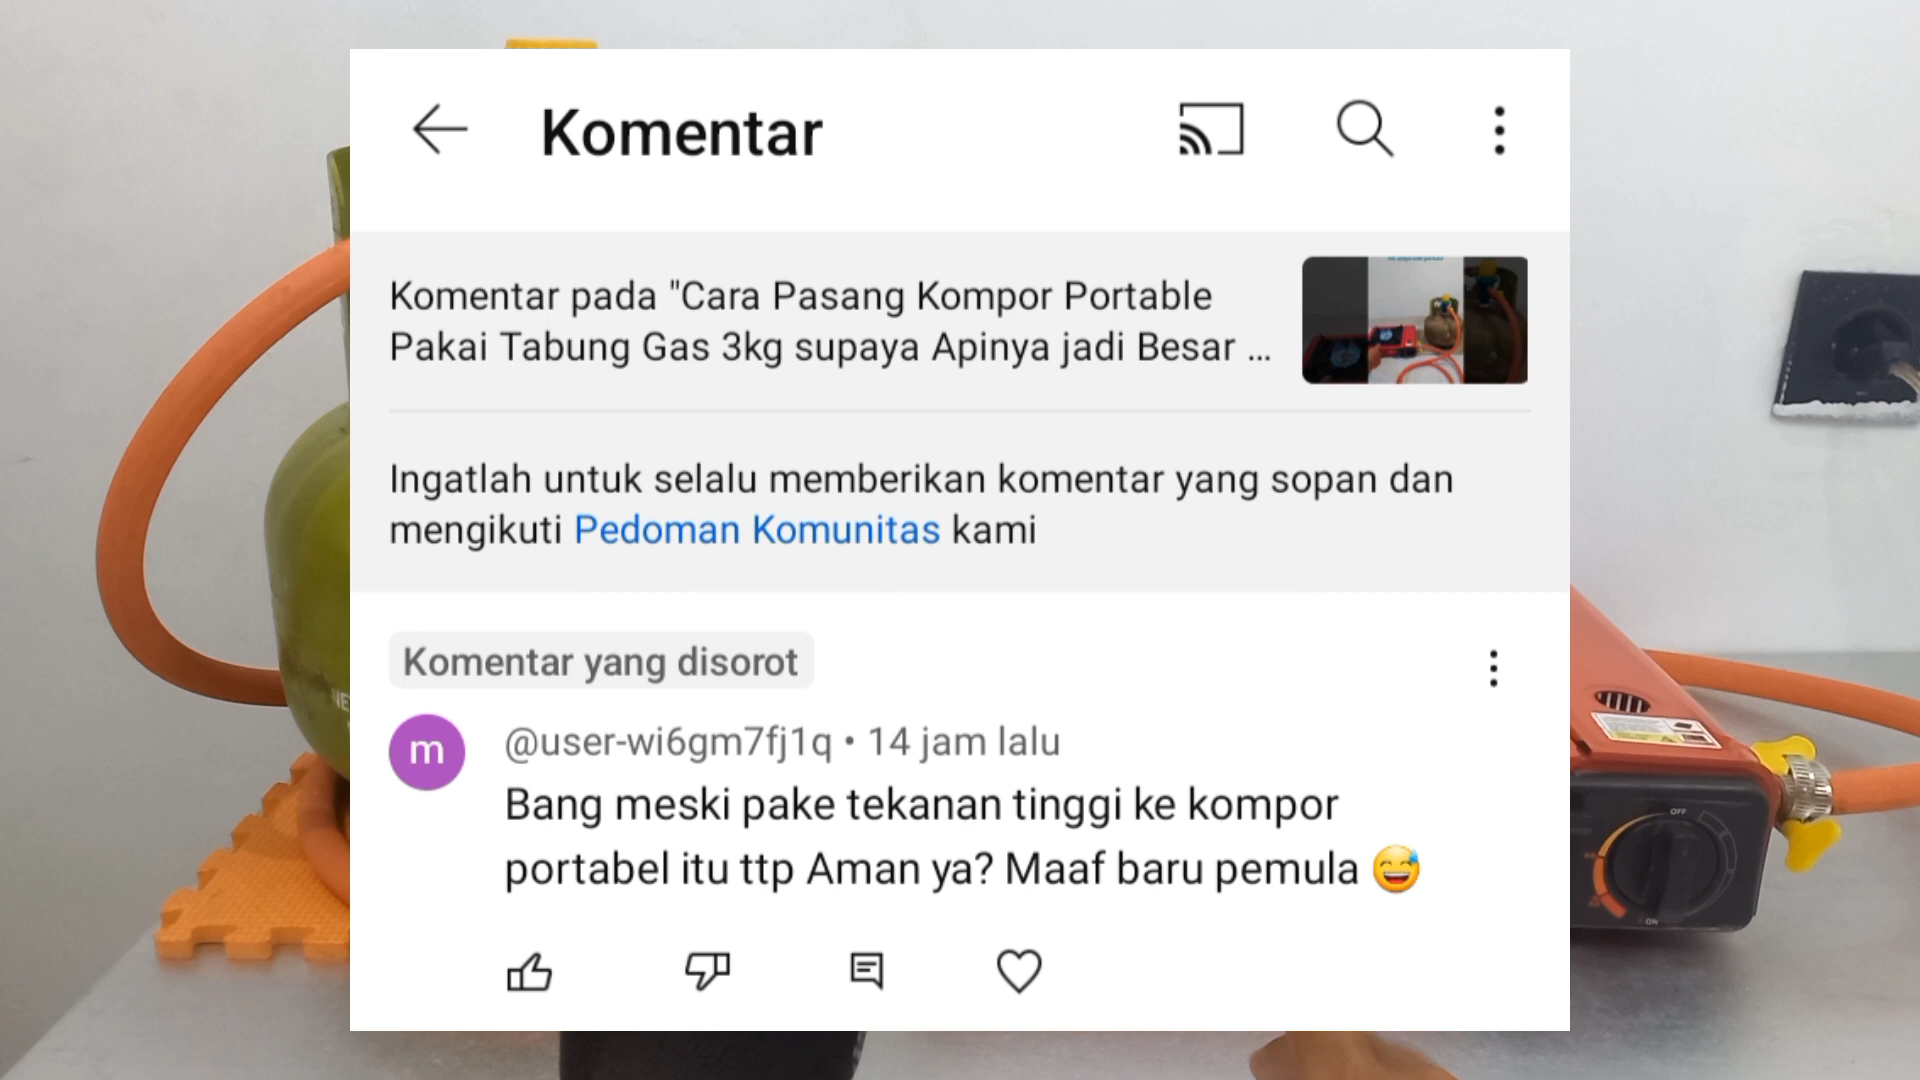 Komentar
Komentar pada "Cara Pasang Kompor Portable
Pakai Tabung Gas 3kg supaya Apinya jadi Besar ...
Ingatlah untuk selalu memberikan komentar yang sopan dan
mengikuti Pedoman Komunitas kami
Komentar yang disorot
m
@user-wi6gm7fj1q • 14 jam lalu
Bang meski pake tekanan tinggi ke kompor
portabel itu ttp Aman ya? Maaf baru pemula 😅
OFF
ON